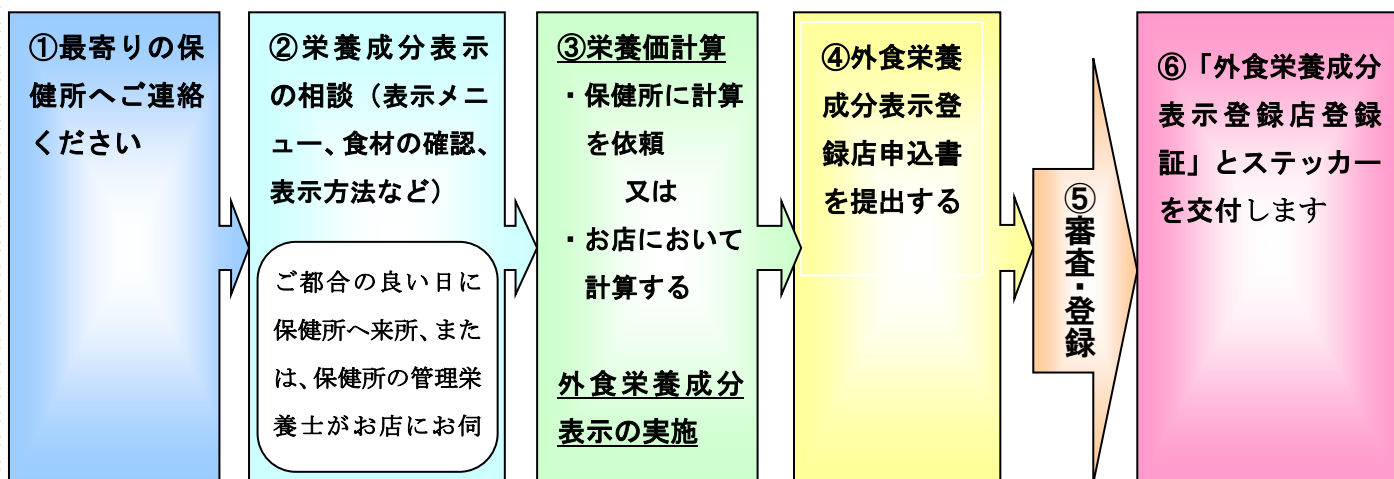 ①最寄りの保
健所へご連絡
ください
②栄養成分表示
の相談（表示メニ
ュー、食材の確認、
表示方法など）
ご都合の良い日に
保健所へ来所、また
は、保健所の管理栄
養士がお店にお伺
③栄養価計算
・保健所に計算
を依頼
又は
・お店において
計算する
外食栄養成分
表示の実施
④外食栄養
成分表示登
録店申込書
を提出する
⑤審査・登録
⑥「外食栄養成分
表示登録店登録
証」とステッカー
を交付します